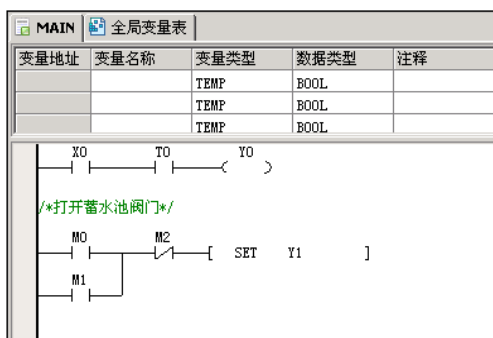 MAIN 全局变量表
变量地址 变量名称 变量类型 数据类型 注释
TEMP BOOL
TEMP BOOL
TEMP BOOL
X0 T0 Y0
/*打开蓄水池阀门*/
M0 M2
[ SET Y1 ]
M1